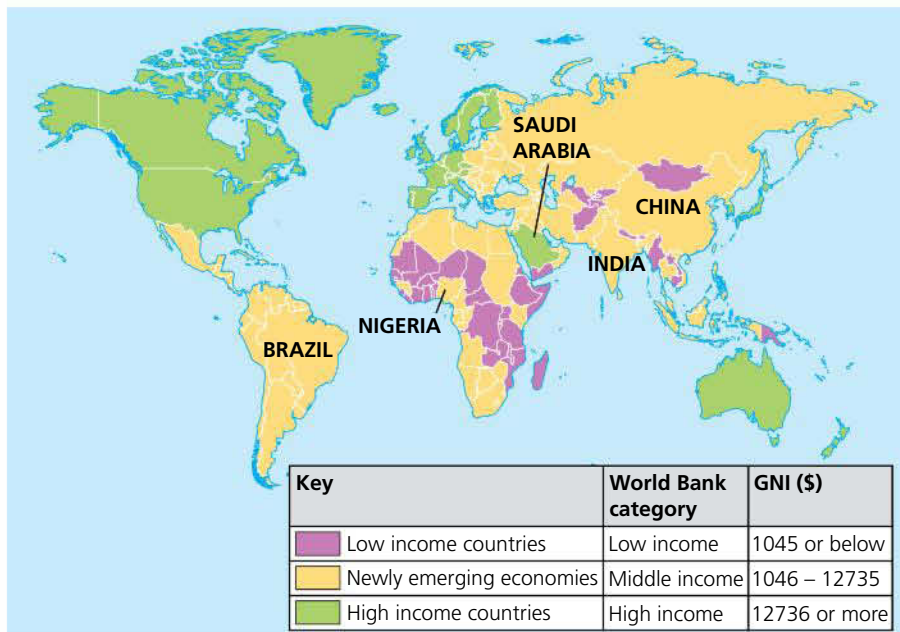 SAUDI
ARABIA
CHINA
INDIA
NIGERIA
BRAZIL
Key World Bank category GNI ($)
Low income countries Low income 1045 or below
Newly emerging economies Middle income 1046 – 12735
High income countries High income 12736 or more